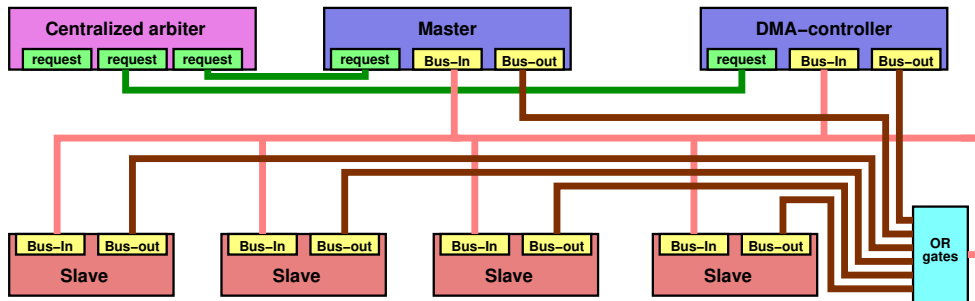 Centralized arbiter
request request request
Master
request Bus−In Bus−out
DMA−controller
request Bus−In Bus−out
Bus−In Bus−out
Slave
Bus−In Bus−out
Slave
Bus−In Bus−out
Slave
Bus−In Bus−out
Slave
OR
gates